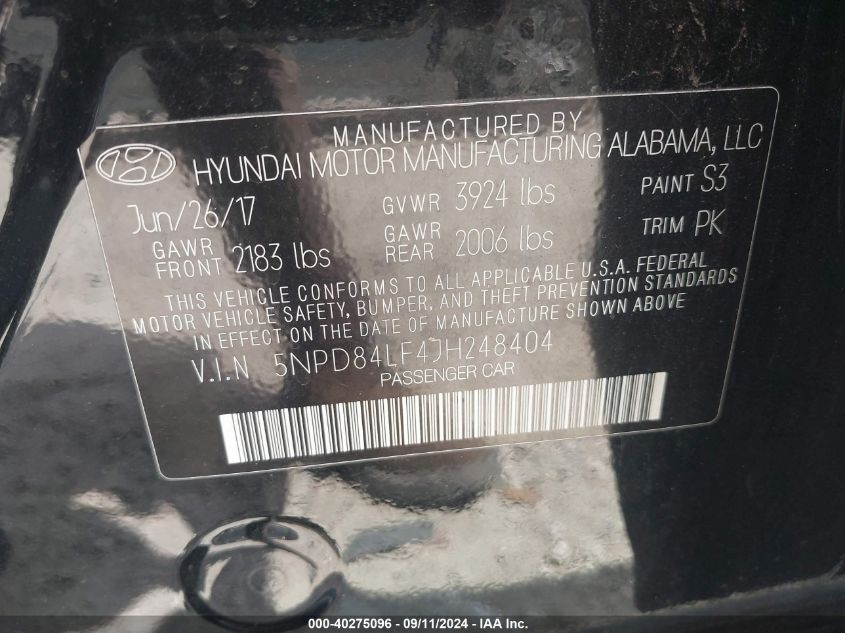 MANUFACTURED BY
HYUNDAI MOTOR MANUFACTURING ALABAMA, LLC
Jun/26/17 GVWR 3924 lbs PAINT S3
GAWR FRONT 2183 lbs GAWR REAR 2006 lbs TRIM PK
THIS VEHICLE CONFORMS TO ALL APPLICABLE U.S.A. FEDERAL
MOTOR VEHICLE SAFETY, BUMPER, AND THEFT PREVENTION STANDARDS
IN EFFECT ON THE DATE OF MANUFACTURE SHOWN ABOVE
V.I.N 5NPD84LF4JH248404
PASSENGER CAR
000-40275096 - 09/11/2024 - IAA Inc.